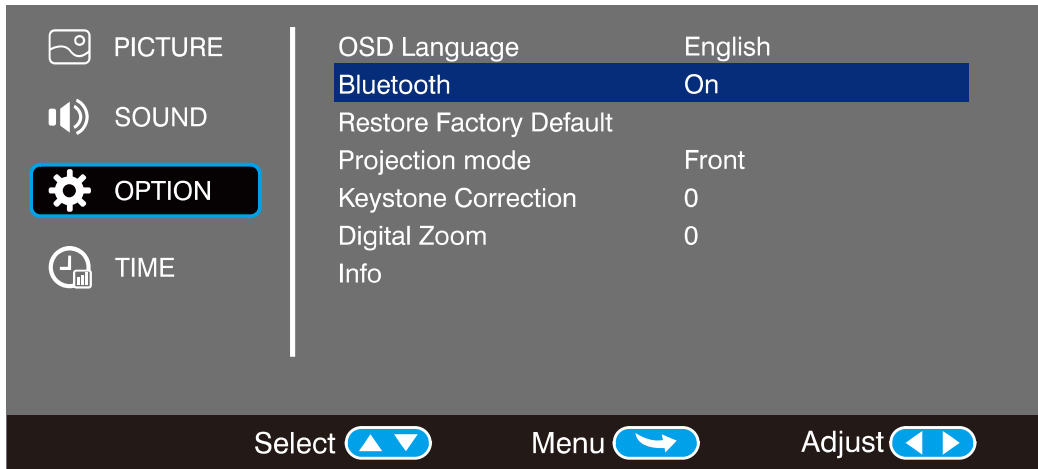 PICTURE
SOUND
OPTION
TIME
OSD Language English
Bluetooth On
Restore Factory Default
Projection mode Front
Keystone Correction 0
Digital Zoom 0
Info
Select Menu Adjust